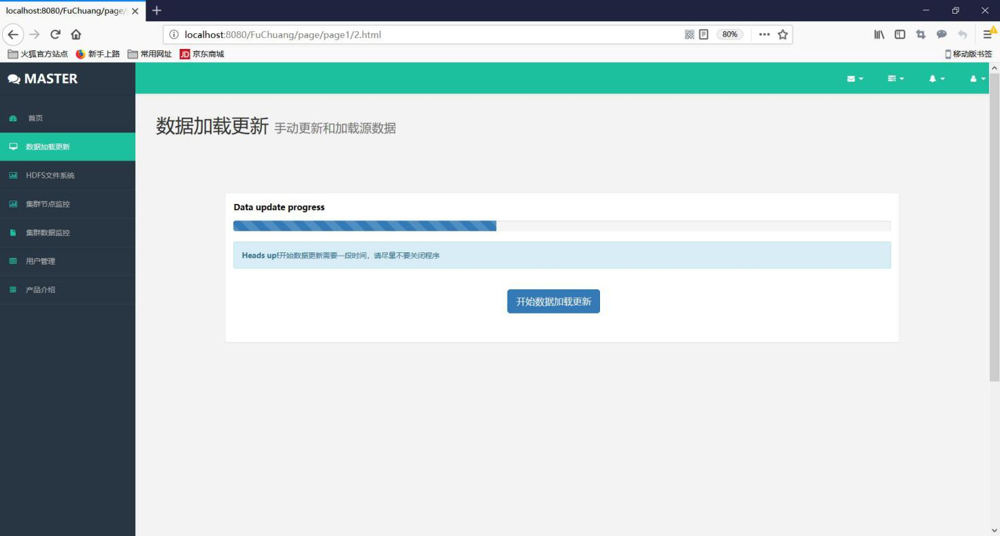 localhost:8080/FuChuang/page/
localhost:8080/FuChuang/page/page1/2.html
80%
火狐官方站点 新手上路 常用网址 JD 京东商城
移动版书签
MASTER
首页
数据加载更新
HDFS文件系统
集群节点监控
集群数据监控
用户管理
产品介绍
数据加载更新 手动更新和加载源数据
Data update progress
Heads up!开始数据更新需要一段时间，请尽量不要关闭程序
开始数据加载更新